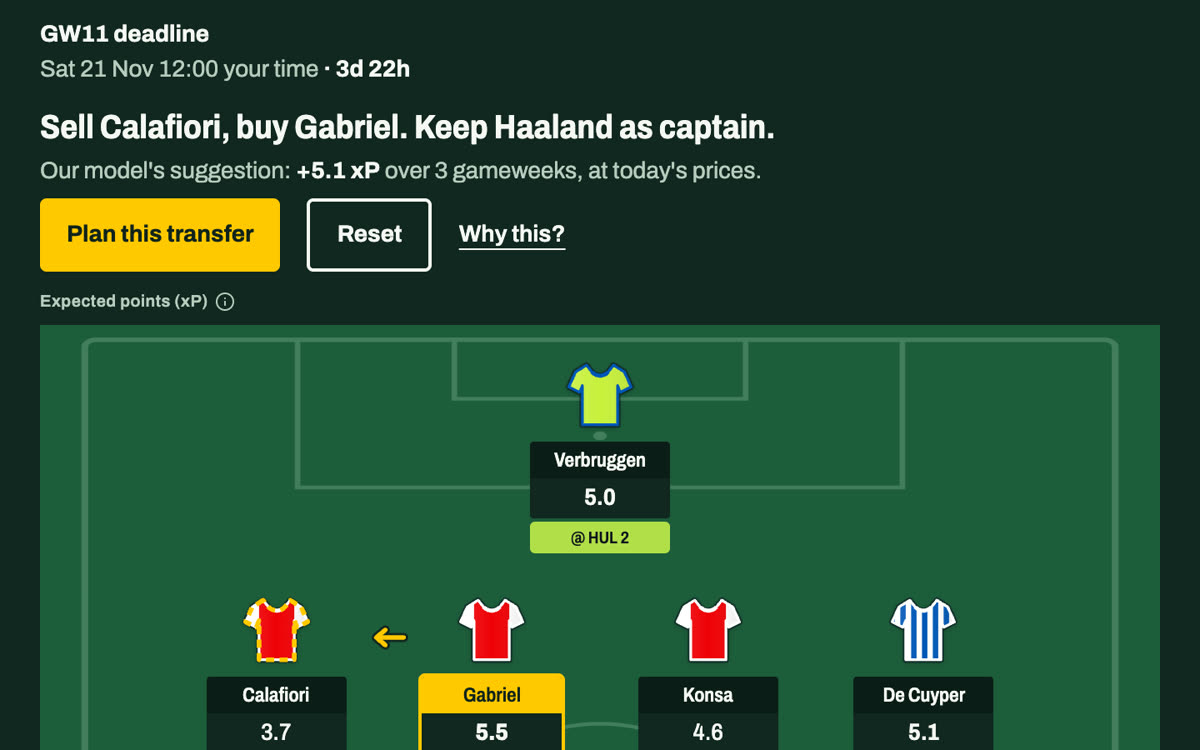 GW11 deadline
Sat 21 Nov 12:00 your time · 3d 22h
Sell Calafiori, buy Gabriel. Keep Haaland as captain.
Our model's suggestion: +5.1 xP over 3 gameweeks, at today's prices.
Plan this transfer Reset Why this?
Expected points (xP)
Verbruggen
5.0
@ HUL 2
Calafiori Gabriel Konsa De Cuyper
3.7 5.5 4.6 5.1